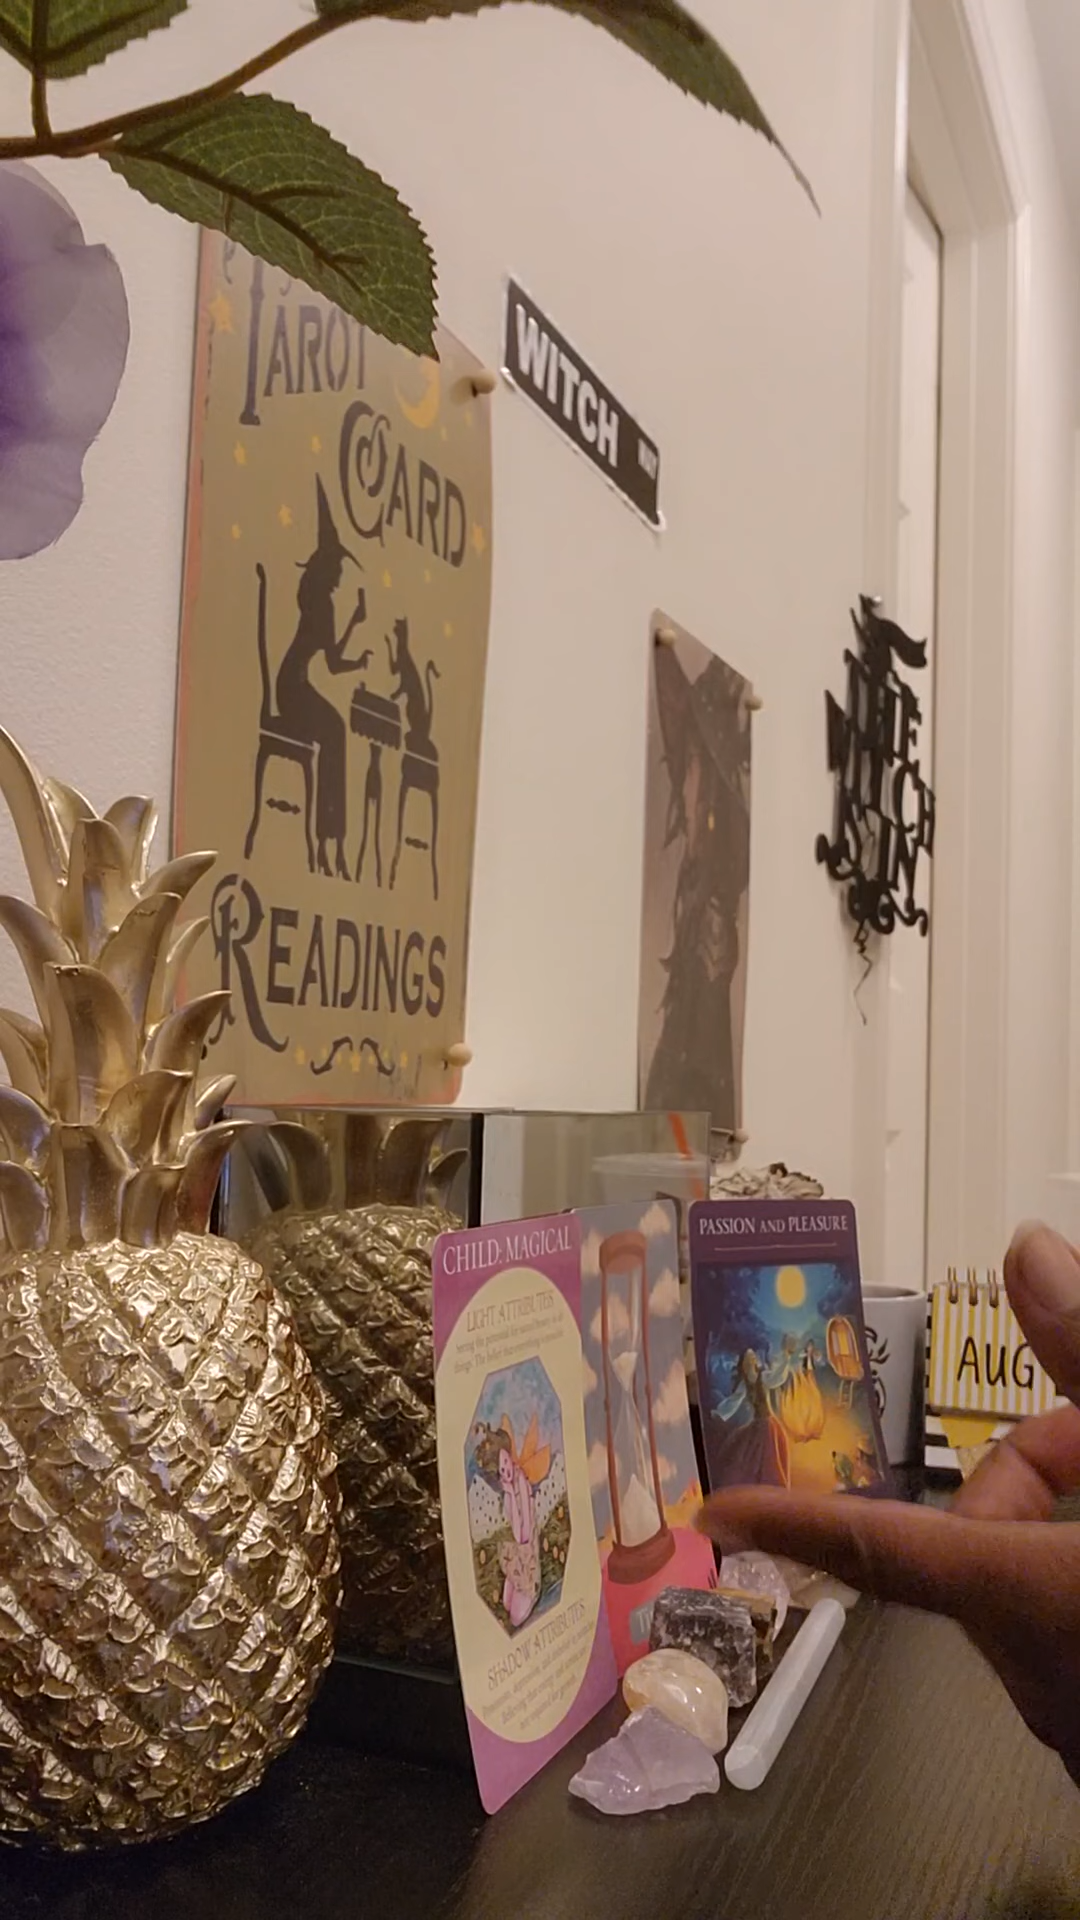 TAROT
CARD
READINGS
WITCH
THE
WITCH
IS IN
CHILD: MAGICAL
LIGHT ATTRIBUTES
SHADOW ATTRIBUTES
PASSION AND PLEASURE
AUG